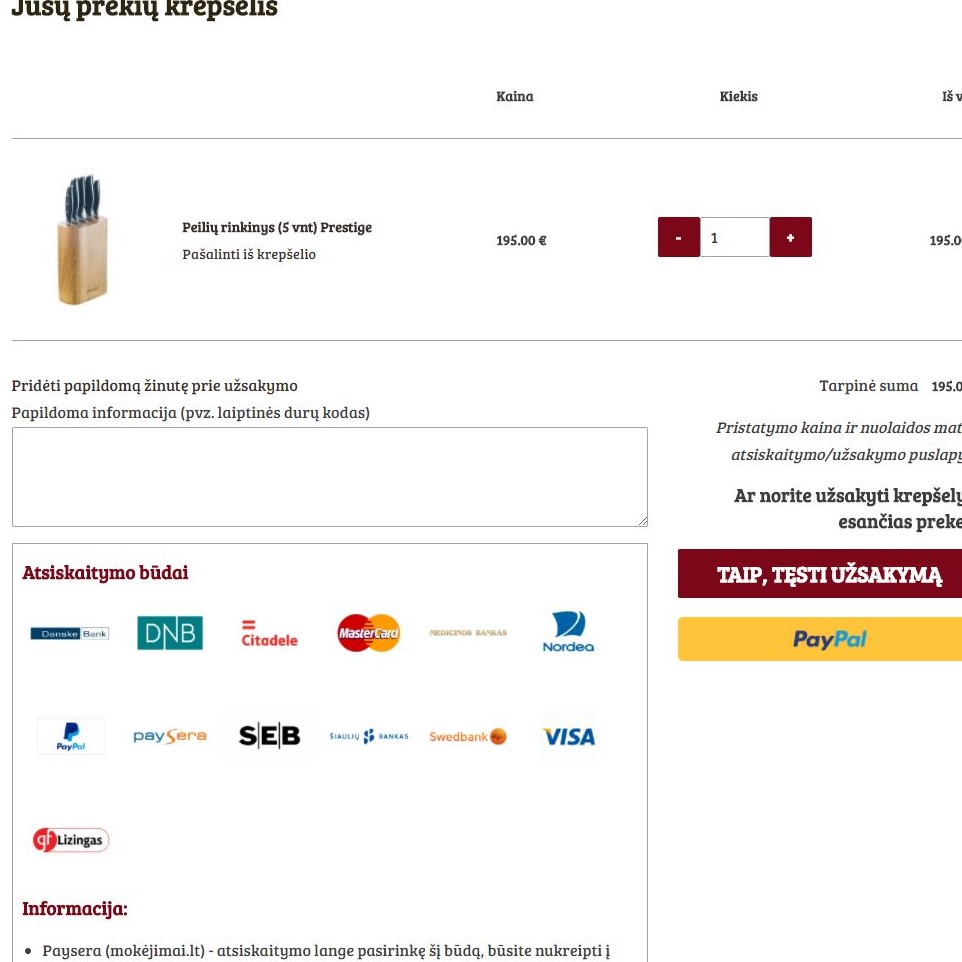 Jūsų prekių krepšelis
Kaina Kiekis Iš v
Peilių rinkinys (5 vnt) Prestige
Pašalinti iš krepšelio
195.00 € - 1 + 195.0
Pridėti papildomą žinutę prie užsakymo
Papildoma informacija (pvz. laiptinės durų kodas)
Tarpinė suma 195.0
Pristatymo kaina ir nuolaidos mat
atsiskaitymo/užsakymo puslapy
Ar norite užsakyti krepšely
esančias preke
TAIP, TĘSTI UŽSAKYMĄ
PayPal
Atsiskaitymo būdai
Danske Bank DNB Citadele MasterCard MEDICINOS BANKAS Nordea
PayPal paysera SEB ŠIAULIŲ BANKAS Swedbank VISA
gf Lizingas
Informacija:
Paysera (mokėjimai.lt) - atsiskaitymo lange pasirinkę šį būdą, būsite nukreipti į